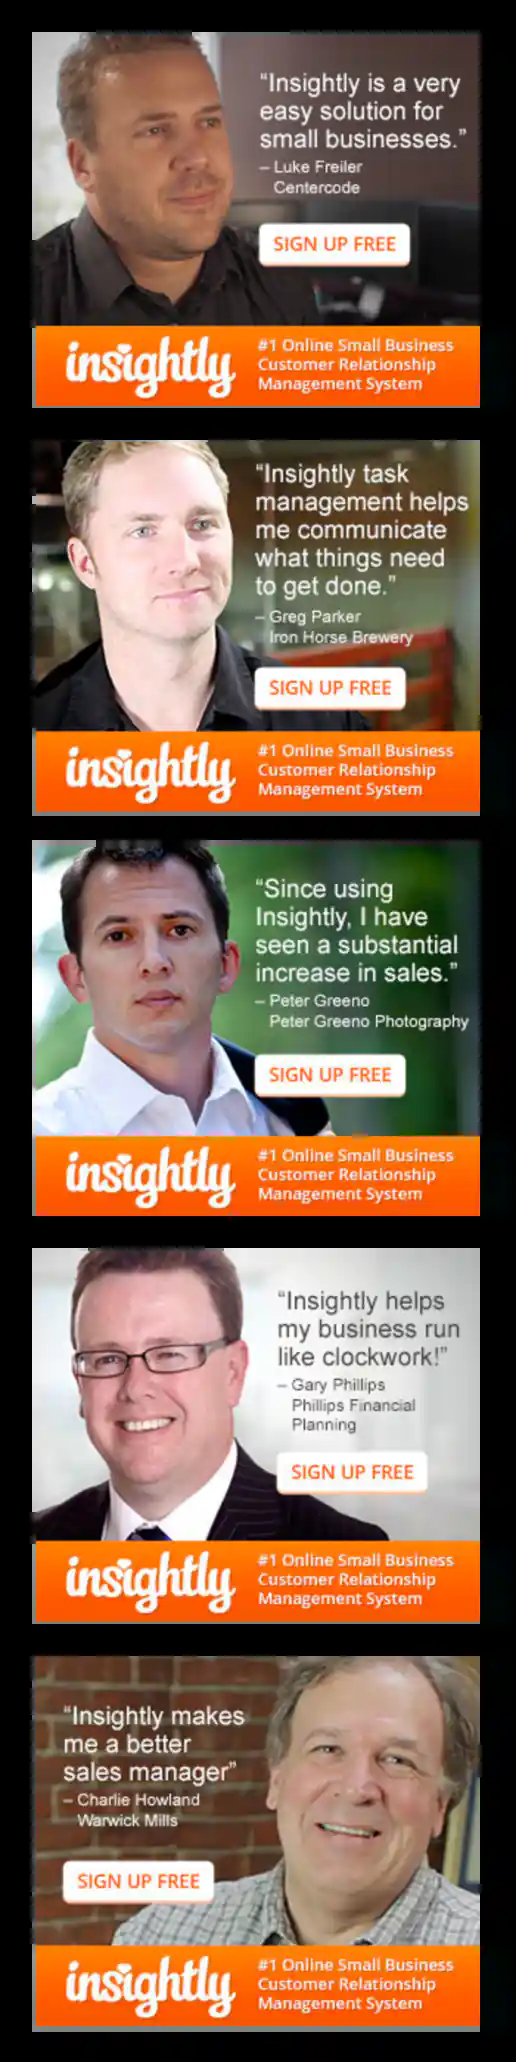 “Insightly is a very
easy solution for
small businesses.”
– Luke Freiler
Centercode
SIGN UP FREE
insightly
#1 Online Small Business
Customer Relationship
Management System
“Insightly task
management helps
me communicate
what things need
to get done.”
– Greg Parker
Iron Horse Brewery
SIGN UP FREE
insightly
#1 Online Small Business
Customer Relationship
Management System
“Since using
Insightly, I have
seen a substantial
increase in sales.”
– Peter Greeno
Peter Greeno Photography
SIGN UP FREE
insightly
#1 Online Small Business
Customer Relationship
Management System
“Insightly helps
my business run
like clockwork!”
– Gary Phillips
Phillips Financial
Planning
SIGN UP FREE
insightly
#1 Online Small Business
Customer Relationship
Management System
“Insightly makes
me a better
sales manager”
– Charlie Howland
Warwick Mills
SIGN UP FREE
insightly
#1 Online Small Business
Customer Relationship
Management System